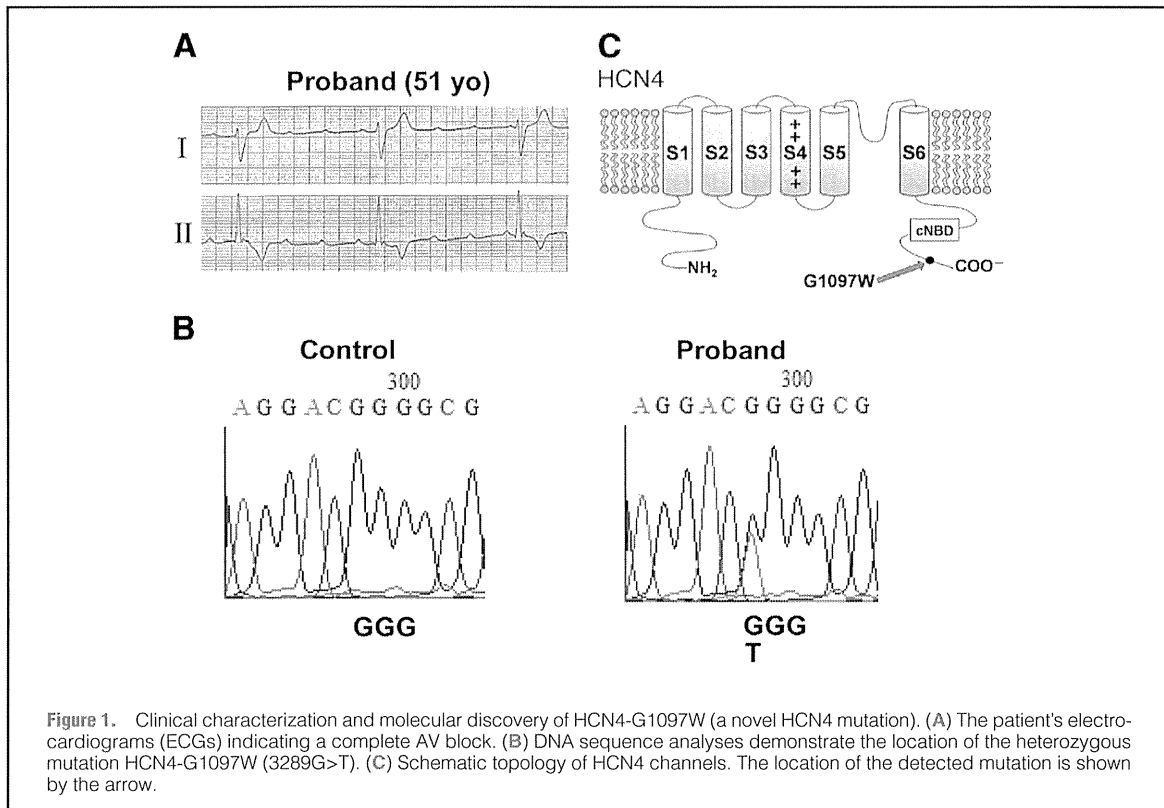 A
Proband (51 yo)
I
II
C
HCN4
S1 S2 S3 S4 S5 S6
++
++
cNBD
NH2
COO−
G1097W
B
Control
300
A G G A C G G G G C G
GGG
Proband
300
A G G A C G G G G C G
GGG
T
Figure 1. Clinical characterization and molecular discovery of HCN4-G1097W (a novel HCN4 mutation). (A) The patient's electro-
cardiograms (ECGs) indicating a complete AV block. (B) DNA sequence analyses demonstrate the location of the heterozygous
mutation HCN4-G1097W (3289G>T). (C) Schematic topology of HCN4 channels. The location of the detected mutation is shown
by the arrow.